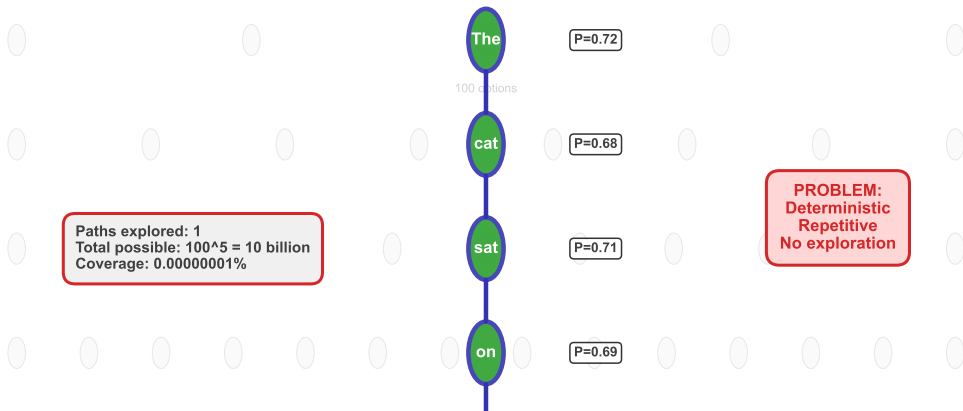 The
P=0.72
100 options
cat
P=0.68
PROBLEM:
Deterministic
Repetitive
No exploration
Paths explored: 1
Total possible: 100^5 = 10 billion
Coverage: 0.00000001%
sat
P=0.71
on
P=0.69